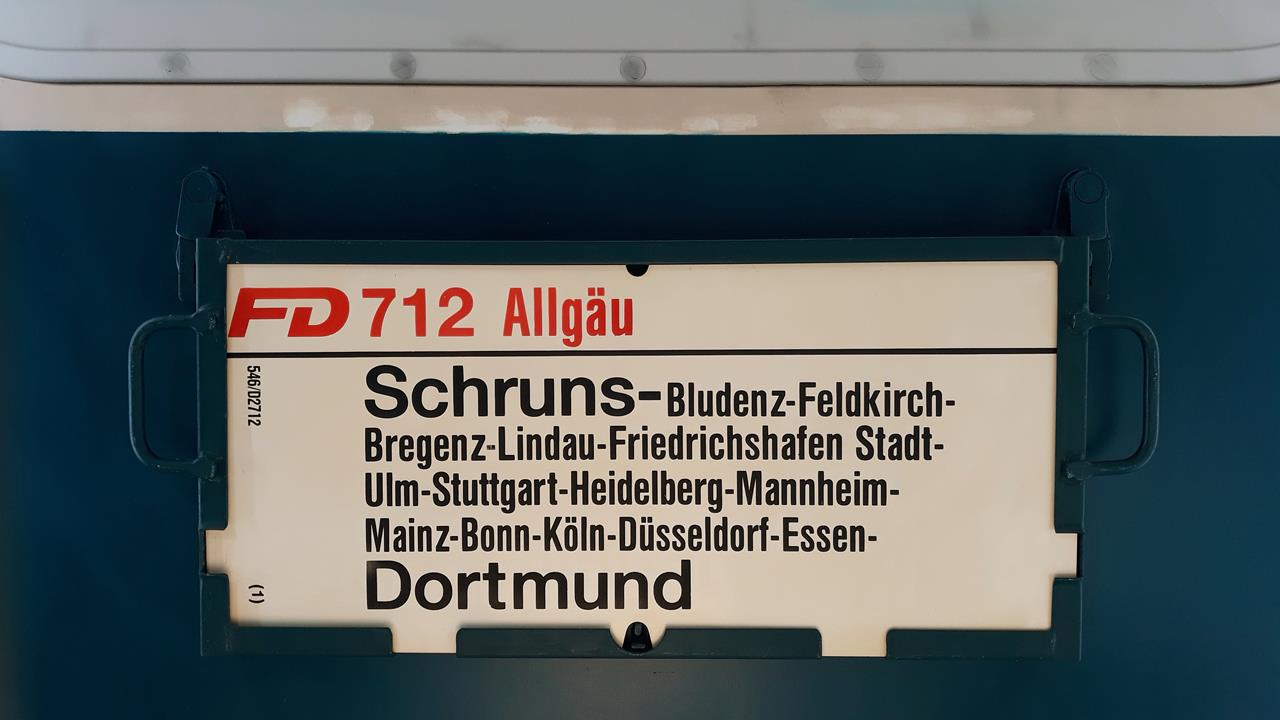 FD 712 Allgäu
546/D2712
Schruns-Bludenz-Feldkirch-
Bregenz-Lindau-Friedrichshafen Stadt-
Ulm-Stuttgart-Heidelberg-Mannheim-
Mainz-Bonn-Köln-Düsseldorf-Essen-
Dortmund
(1)